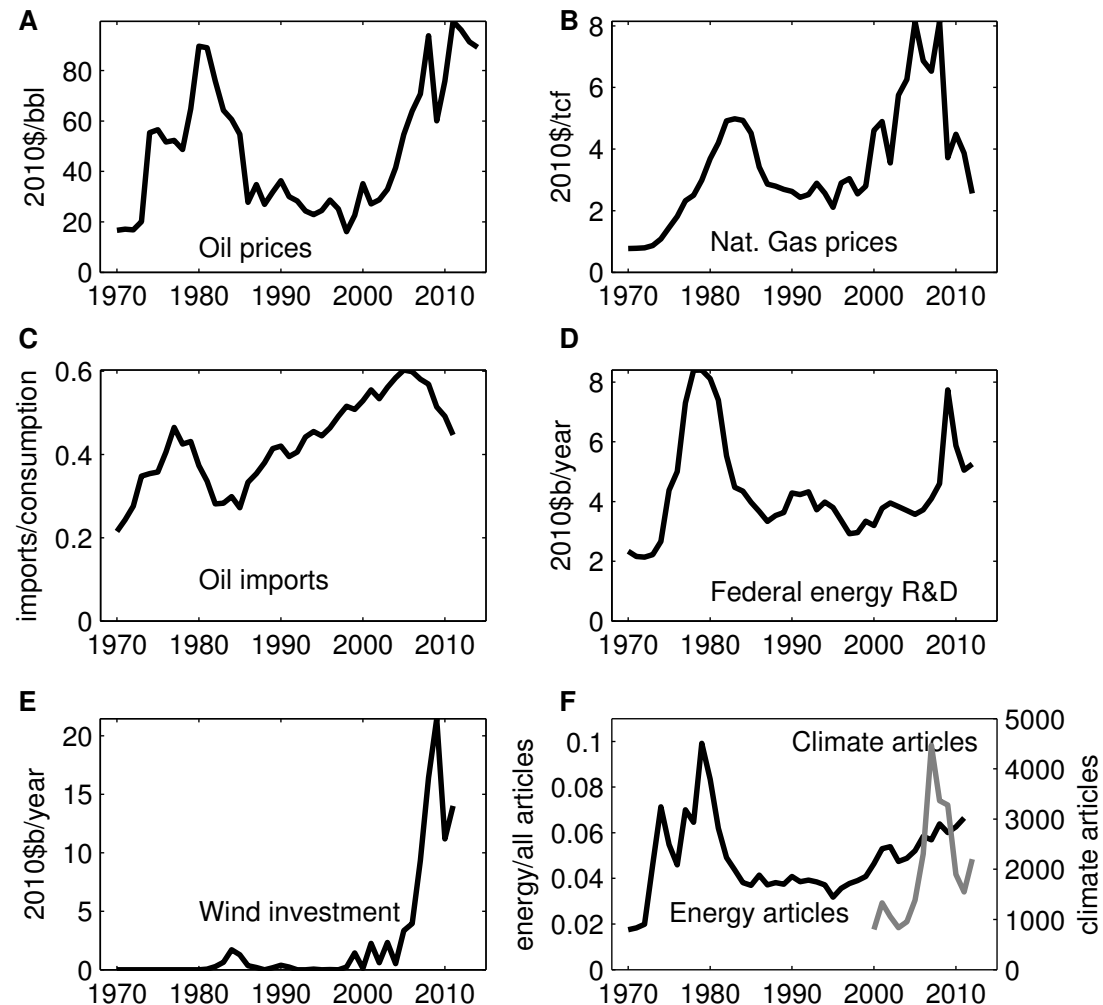 A
2010$/bbl
80
60
40
20
0
Oil prices
1970 1980 1990 2000 2010
B
2010$/tcf
8
6
4
2
0
Nat. Gas prices
1970 1980 1990 2000 2010
C
imports/consumption
0.6
0.4
0.2
0
Oil imports
1970 1980 1990 2000 2010
D
2010$b/year
8
6
4
2
0
Federal energy R&D
1970 1980 1990 2000 2010
E
2010$b/year
20
15
10
5
0
Wind investment
1970 1980 1990 2000 2010
F
energy/all articles
0.1
0.08
0.06
0.04
0.02
0
Climate articles
Energy articles
5000
4000
3000
2000
1000
0
climate articles
1970 1980 1990 2000 2010